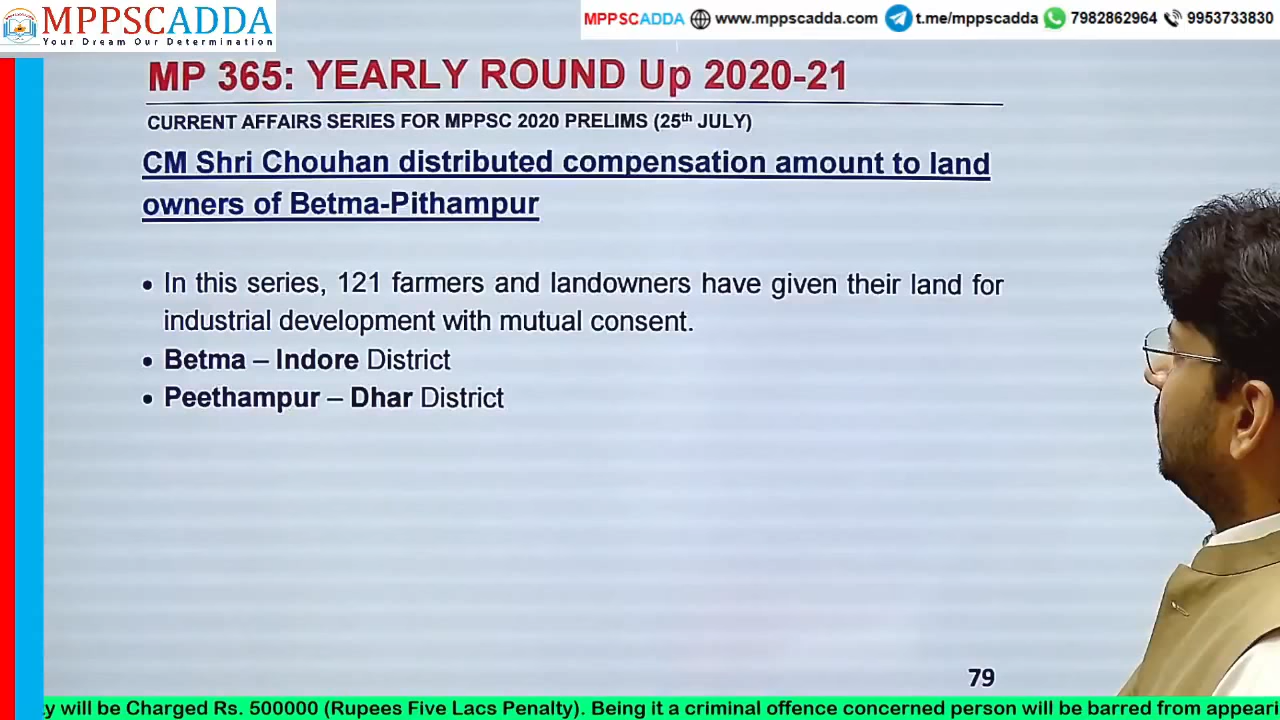 MPPSCADDA
Your Dream Our Determination
MPPSCADDA www.mppscadda.com t.me/mppscadda 7982862964 9953733830
MP 365: YEARLY ROUND Up 2020-21
CURRENT AFFAIRS SERIES FOR MPPSC 2020 PRELIMS (25th JULY)
CM Shri Chouhan distributed compensation amount to land
owners of Betma-Pithampur
• In this series, 121 farmers and landowners have given their land for
industrial development with mutual consent.
• Betma – Indore District
• Peethampur – Dhar District
79
y will be Charged Rs. 500000 (Rupees Five Lacs Penalty). Being it a criminal offence concerned person will be barred from appeari